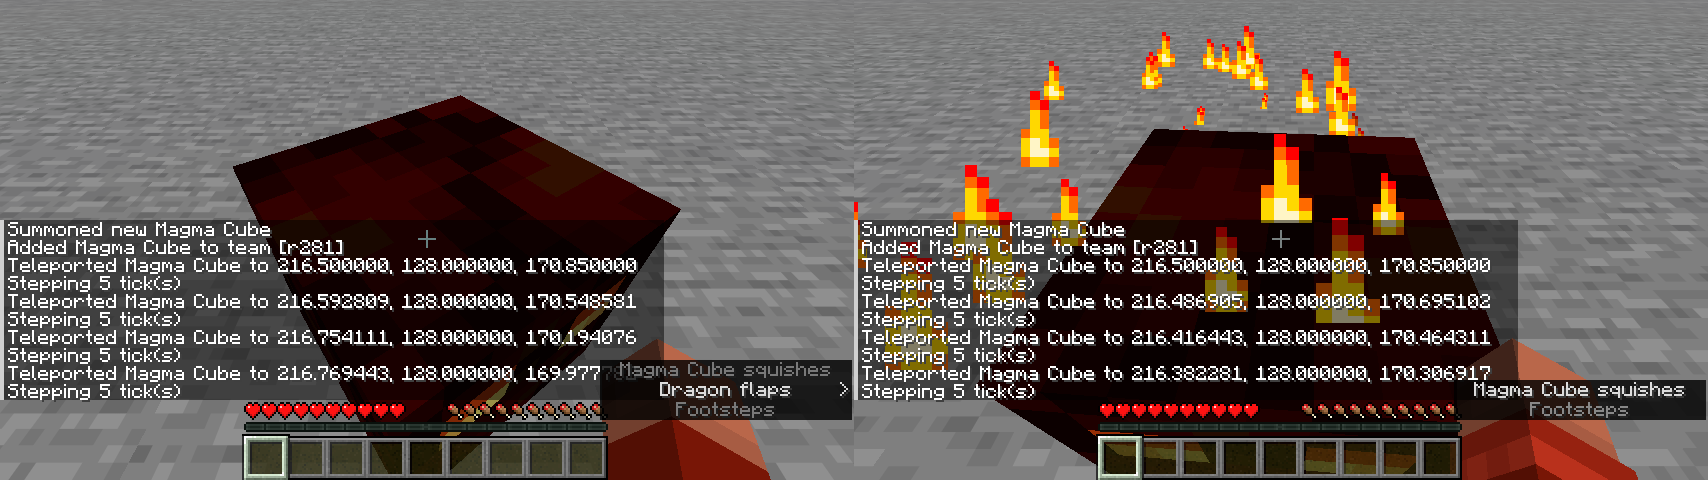 Summoned new Magma Cube
Added Magma Cube to team [r281]
Teleported Magma Cube to 216.500000, 128.000000, 170.850000
Stepping 5 tick(s)
Teleported Magma Cube to 216.592809, 128.000000, 170.548581
Stepping 5 tick(s)
Teleported Magma Cube to 216.754111, 128.000000, 170.194076
Stepping 5 tick(s)
Teleported Magma Cube to 216.769443, 128.000000,
Stepping 5 tick(s)
Magma Cube squishes
Dragon flaps >
Footsteps
Summoned new Magma Cube
Added Magma Cube to team [r281]
Teleported Magma Cube to 216.500000, 128.000000, 170.850000
Stepping 5 tick(s)
Teleported Magma Cube to 216.486905, 128.000000, 170.695102
Stepping 5 tick(s)
Teleported Magma Cube to 216.416443, 128.000000, 170.464311
Stepping 5 tick(s)
Teleported Magma Cube to 216.382281, 128.000000, 170.306917
Stepping 5 tick(s)
Magma Cube squishes
Footsteps